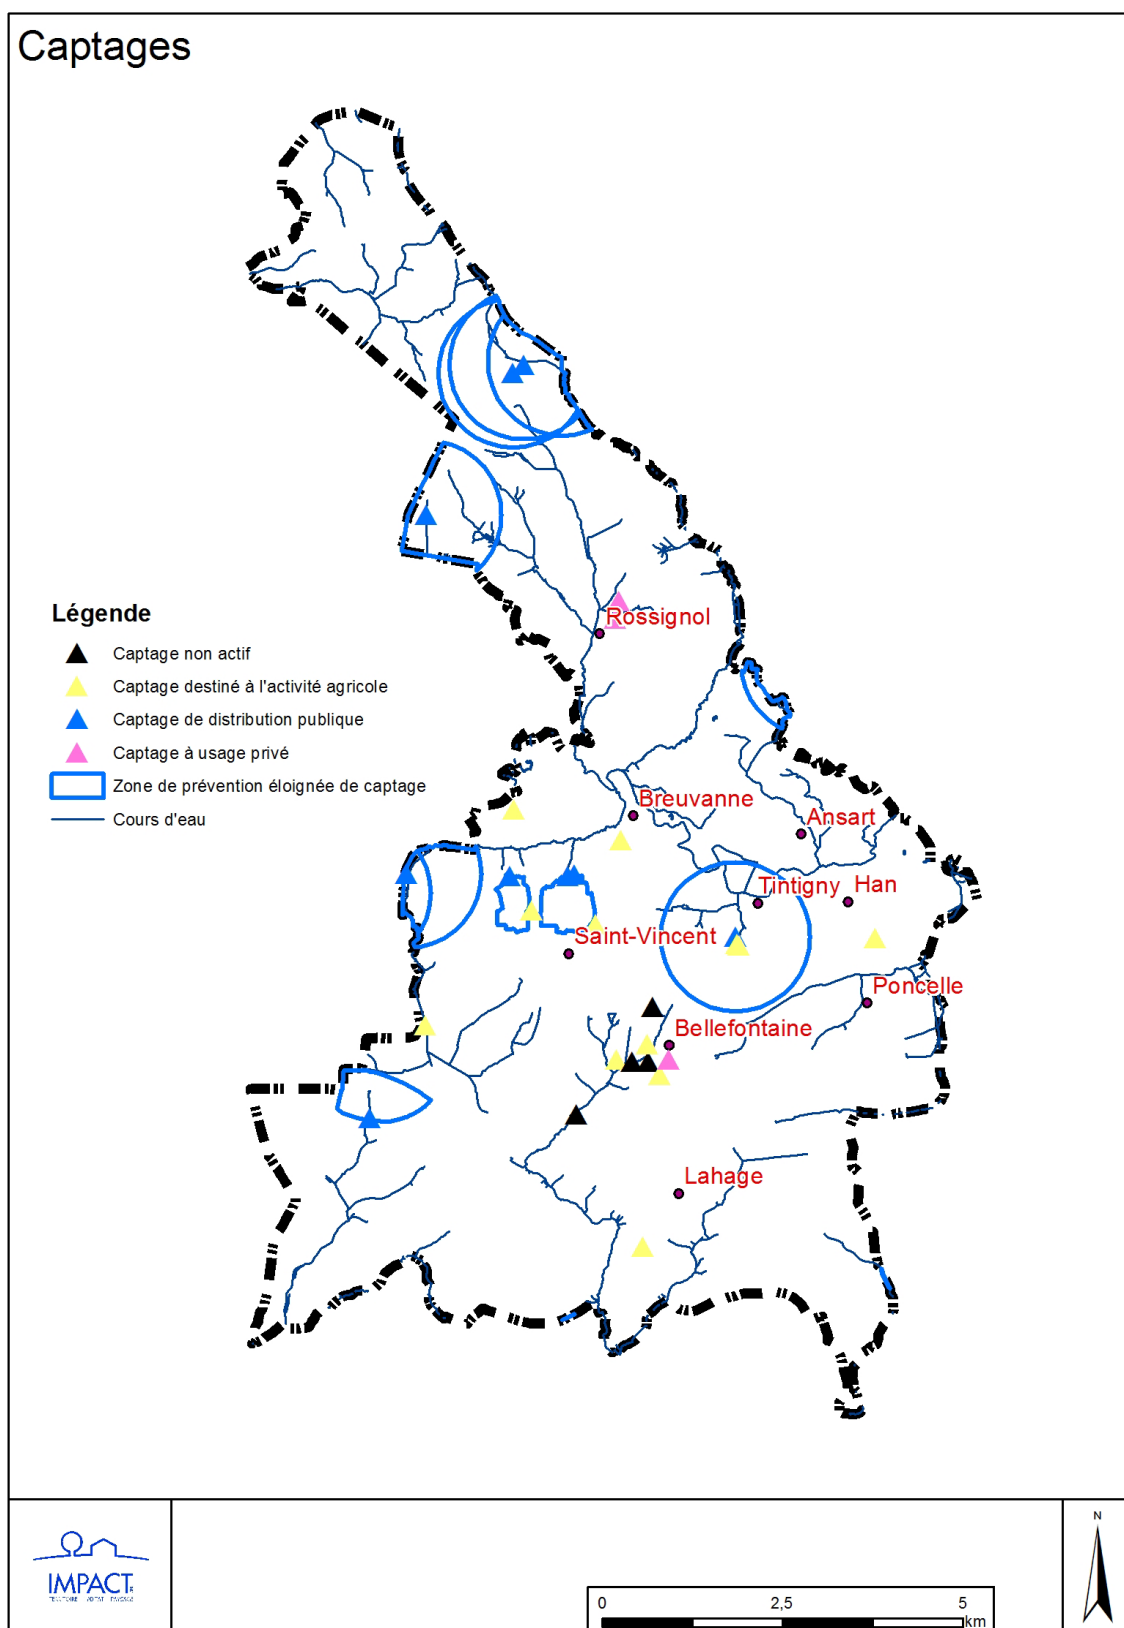 Captages
Rossignol
Légende
Captage non actif
Captage destiné à l'activité agricole
Captage de distribution publique
Captage à usage privé
Zone de prévention éloignée de captage
Cours d'eau
Breuvanne
Ansart
Tintigny
Han
Saint-Vincent
Poncelle
Bellefontaine
Lahage
N
IMPACT
0 2,5 5
km